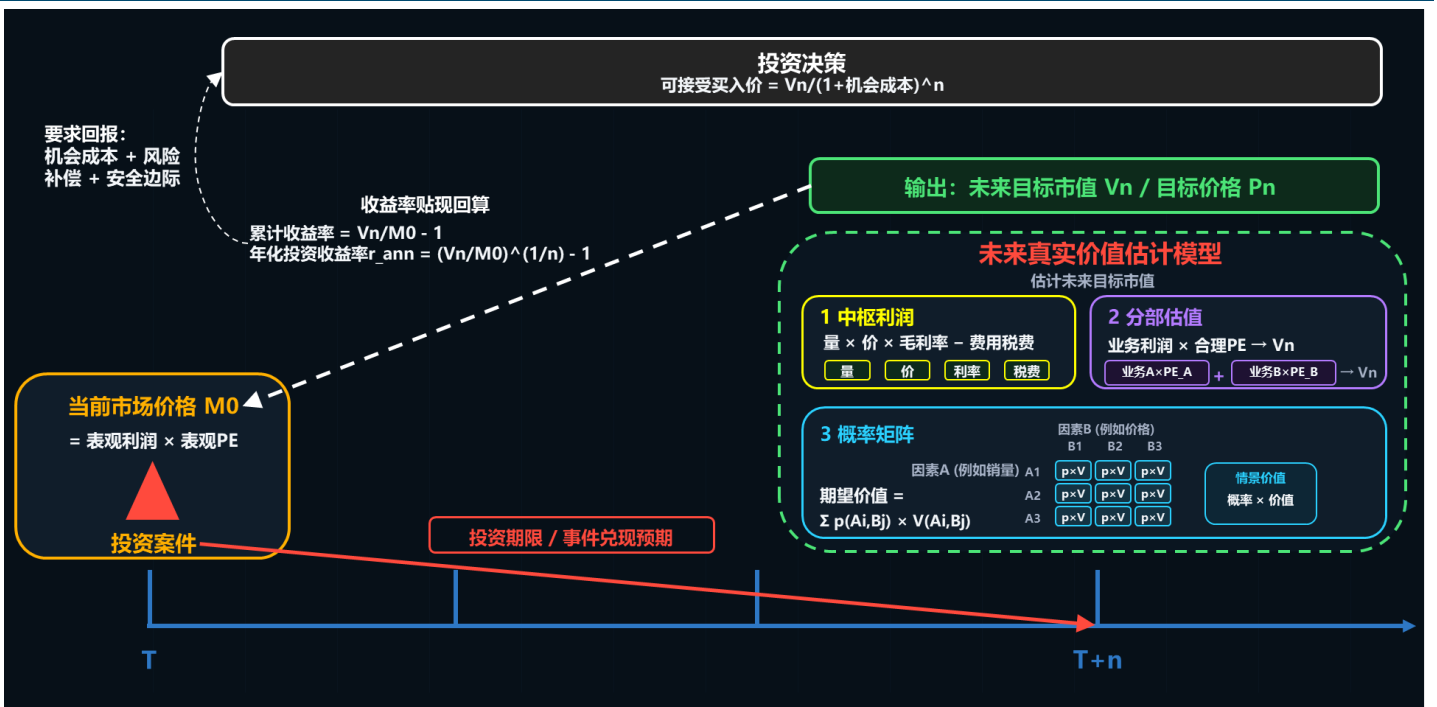 投资决策
可接受买入价 = Vn/(1+机会成本)^n
要求回报：
机会成本 + 风险
补偿 + 安全边际
收益率贴现回算
累计收益率 = Vn/M0 - 1
年化投资收益率r_ann = (Vn/M0)^(1/n) - 1
输出：未来目标市值 Vn / 目标价格 Pn
未来真实价值估计模型
估计未来目标市值
1 中枢利润
量 × 价 × 毛利率 − 费用税费
量 价 利率 税费
2 分部估值
业务利润 × 合理PE → Vn
业务A×PE_A + 业务B×PE_B → Vn
3 概率矩阵
因素B (例如价格)
B1 B2 B3
因素A (例如销量) A1 p×V p×V p×V
A2 p×V p×V p×V
A3 p×V p×V p×V
期望价值 =
Σ p(Ai,Bj) × V(Ai,Bj)
情景价值
概率 × 价值
当前市场价格 M0
= 表观利润 × 表观PE
投资案件
投资期限 / 事件兑现预期
T
T+n